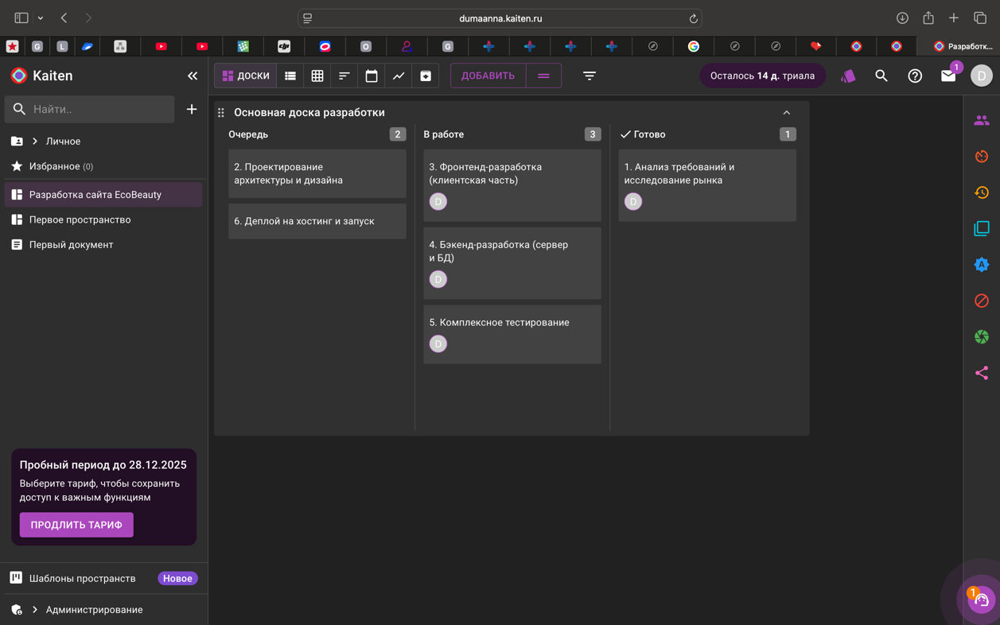 dumaanna.kaiten.ru
G
L
dji
O
G
Разработк...
Kaiten
ДОСКИ
ДОБАВИТЬ
Осталось 14 д. триала
1
D
Найти..
Личное
Избранное (0)
Разработка сайта EcoBeauty
Первое пространство
Первый документ
Основная доска разработки
Очередь
2
2. Проектирование
архитектуры и дизайна
6. Деплой на хостинг и запуск
В работе
3
3. Фронтенд-разработка
(клиентская часть)
D
4. Бэкенд-разработка (сервер
и БД)
D
5. Комплексное тестирование
D
Готово
1
1. Анализ требований и
исследование рынка
D
A
Пробный период до 28.12.2025
Выберите тариф, чтобы сохранить
доступ к важным функциям
ПРОДЛИТЬ ТАРИФ
Шаблоны пространств
Новое
Администрирование
1